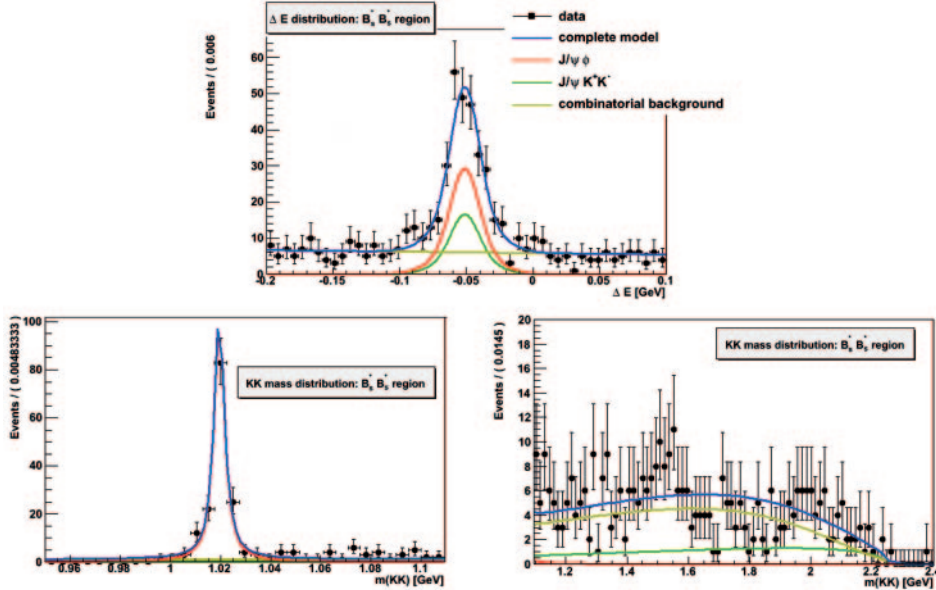 Δ E distribution: B*s B*s region
data
complete model
J/ψ φ
J/ψ K+K-
combinatorial background
Events / ( 0.006
60
50
40
30
20
10
0
-0.2 -0.15 -0.1 -0.05 0 0.05 0.1
Δ E [GeV]
Events / ( 0.00483333 )
100
80
60
40
20
0
KK mass distribution: B*s B*s region
0.96 0.98 1.00 1.02 1.04 1.06 1.08 1.10
m(KK) [GeV]
Events / ( 0.0145 )
20
18
16
14
12
10
8
6
4
2
0
KK mass distribution: B*s B*s region
1.2 1.4 1.6 1.8 2 2.2 2.4
m(KK) [GeV]